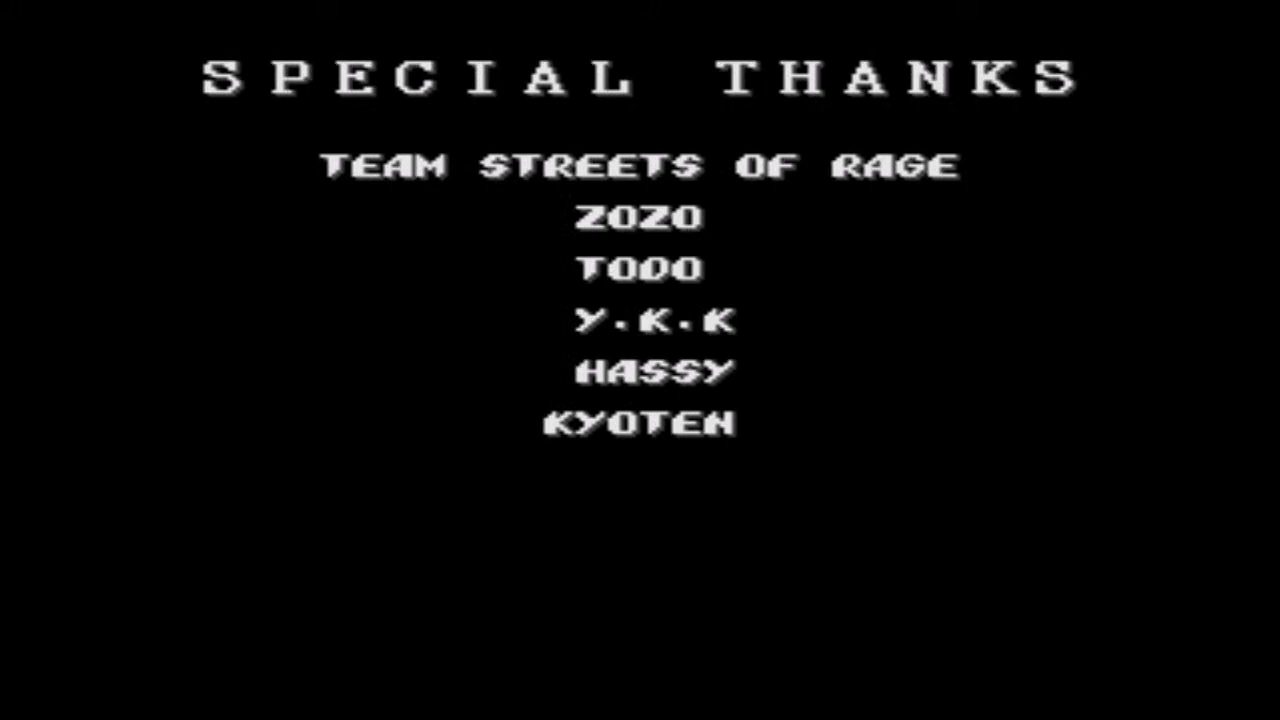 SPECIAL THANKS
TEAM STREETS OF RAGE
ZOZO
TODO
Y.K.K
HASSY
KYOTEN